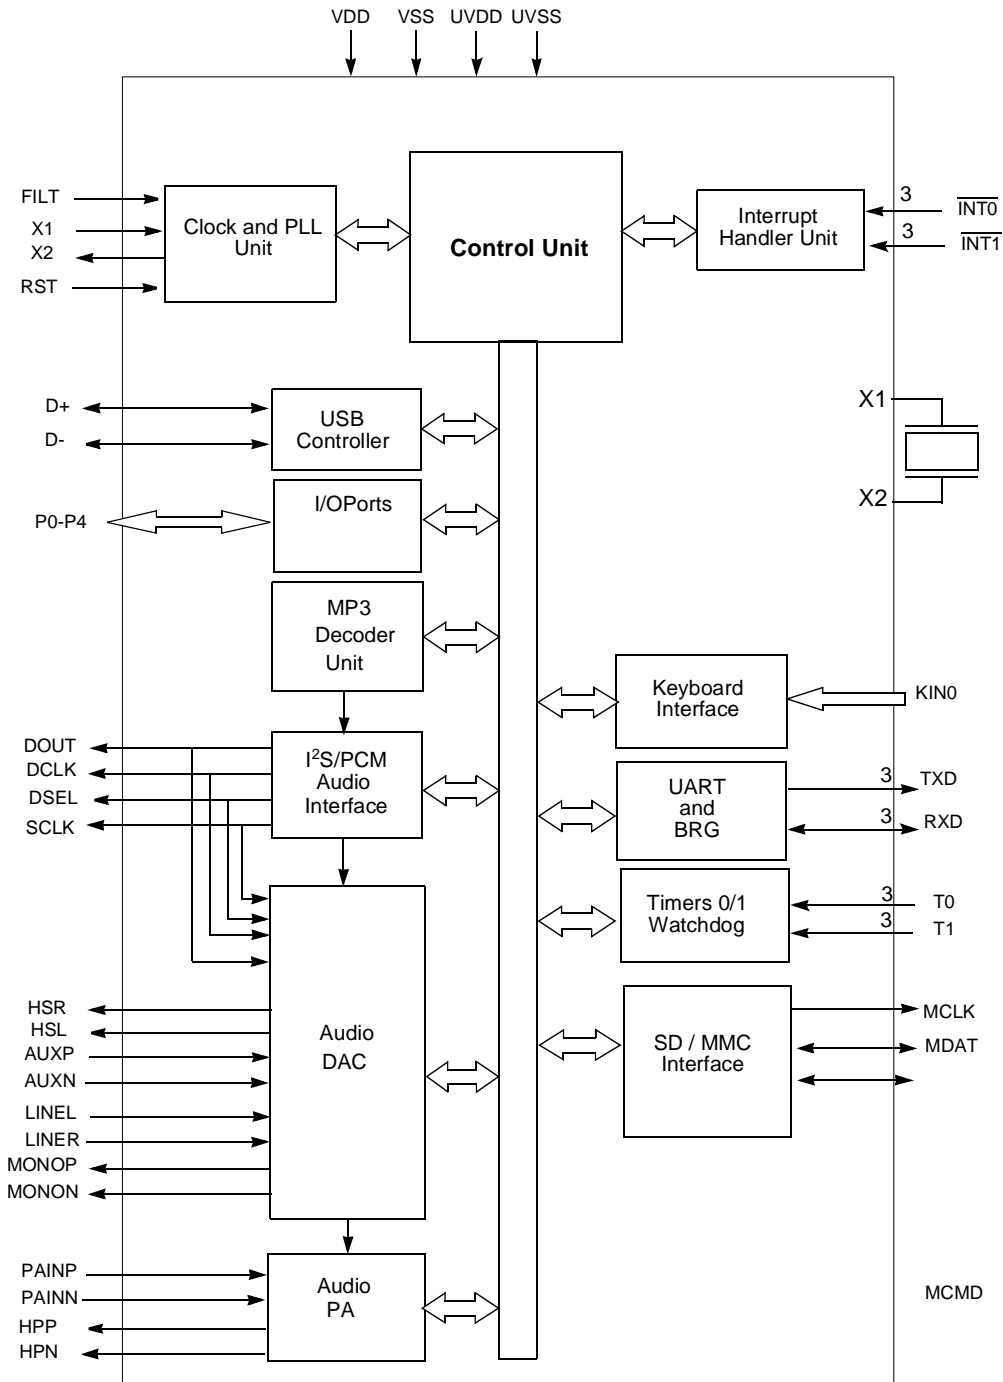 VDD VSS UVDD UVSS
FILT
X1
X2
RST
Clock and PLL
Unit
Control Unit
Interrupt
Handler Unit
3
INT0
3
INT1
D+
D-
USB
Controller
X1
X2
P0-P4
I/OPorts
MP3
Decoder
Unit
Keyboard
Interface
KIN0
DOUT
DCLK
DSEL
SCLK
I²S/PCM
Audio
Interface
UART
and
BRG
3
TXD
3
RXD
Timers 0/1
Watchdog
3
T0
3
T1
HSR
HSL
AUXP
AUXN
LINEL
LINER
MONOP
MONON
Audio
DAC
SD / MMC
Interface
MCLK
MDAT
PAINP
PAINN
HPP
HPN
Audio
PA
MCMD